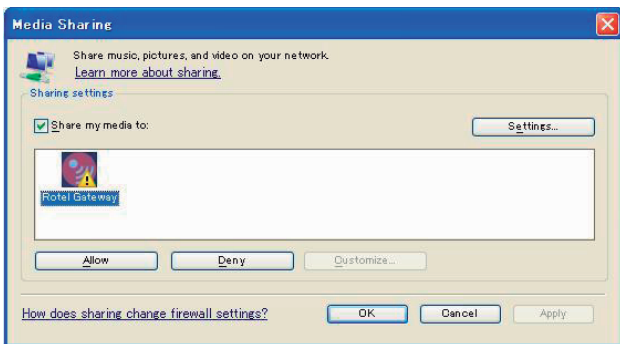 Media Sharing
Share music, pictures, and video on your network.
Learn more about sharing.
Sharing settings
Share my media to:
Settings...
Rotel Gateway
Allow
Deny
Customize...
How does sharing change firewall settings?
OK
Cancel
Apply